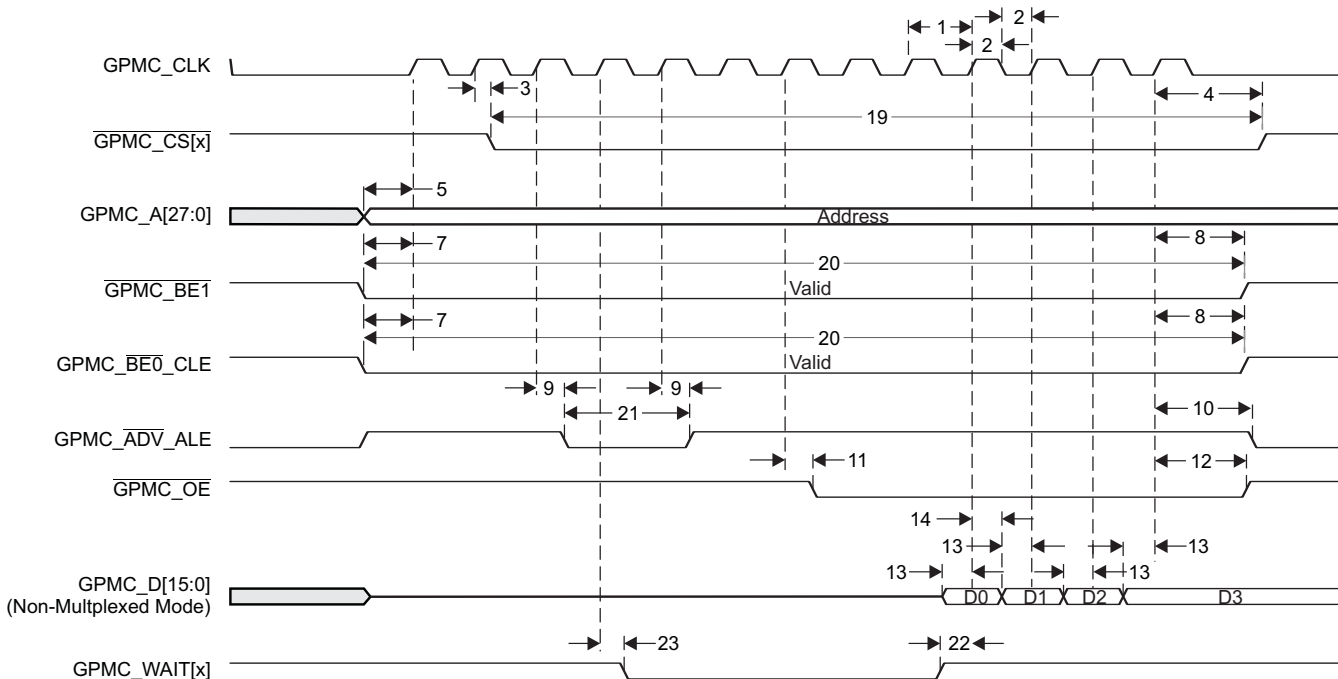 1
2
2
GPMC_CLK
3
4
19
GPMC_CS[x]
5
GPMC_A[27:0]
Address
7
8
20
GPMC_BE1
Valid
7
8
20
GPMC_BE0_CLE
Valid
9
9
21
10
GPMC_ADV_ALE
11
12
GPMC_OE
14
13
13
13
13
GPMC_D[15:0]
(Non-Multplexed Mode)
D0
D1
D2
D3
23
22
GPMC_WAIT[x]